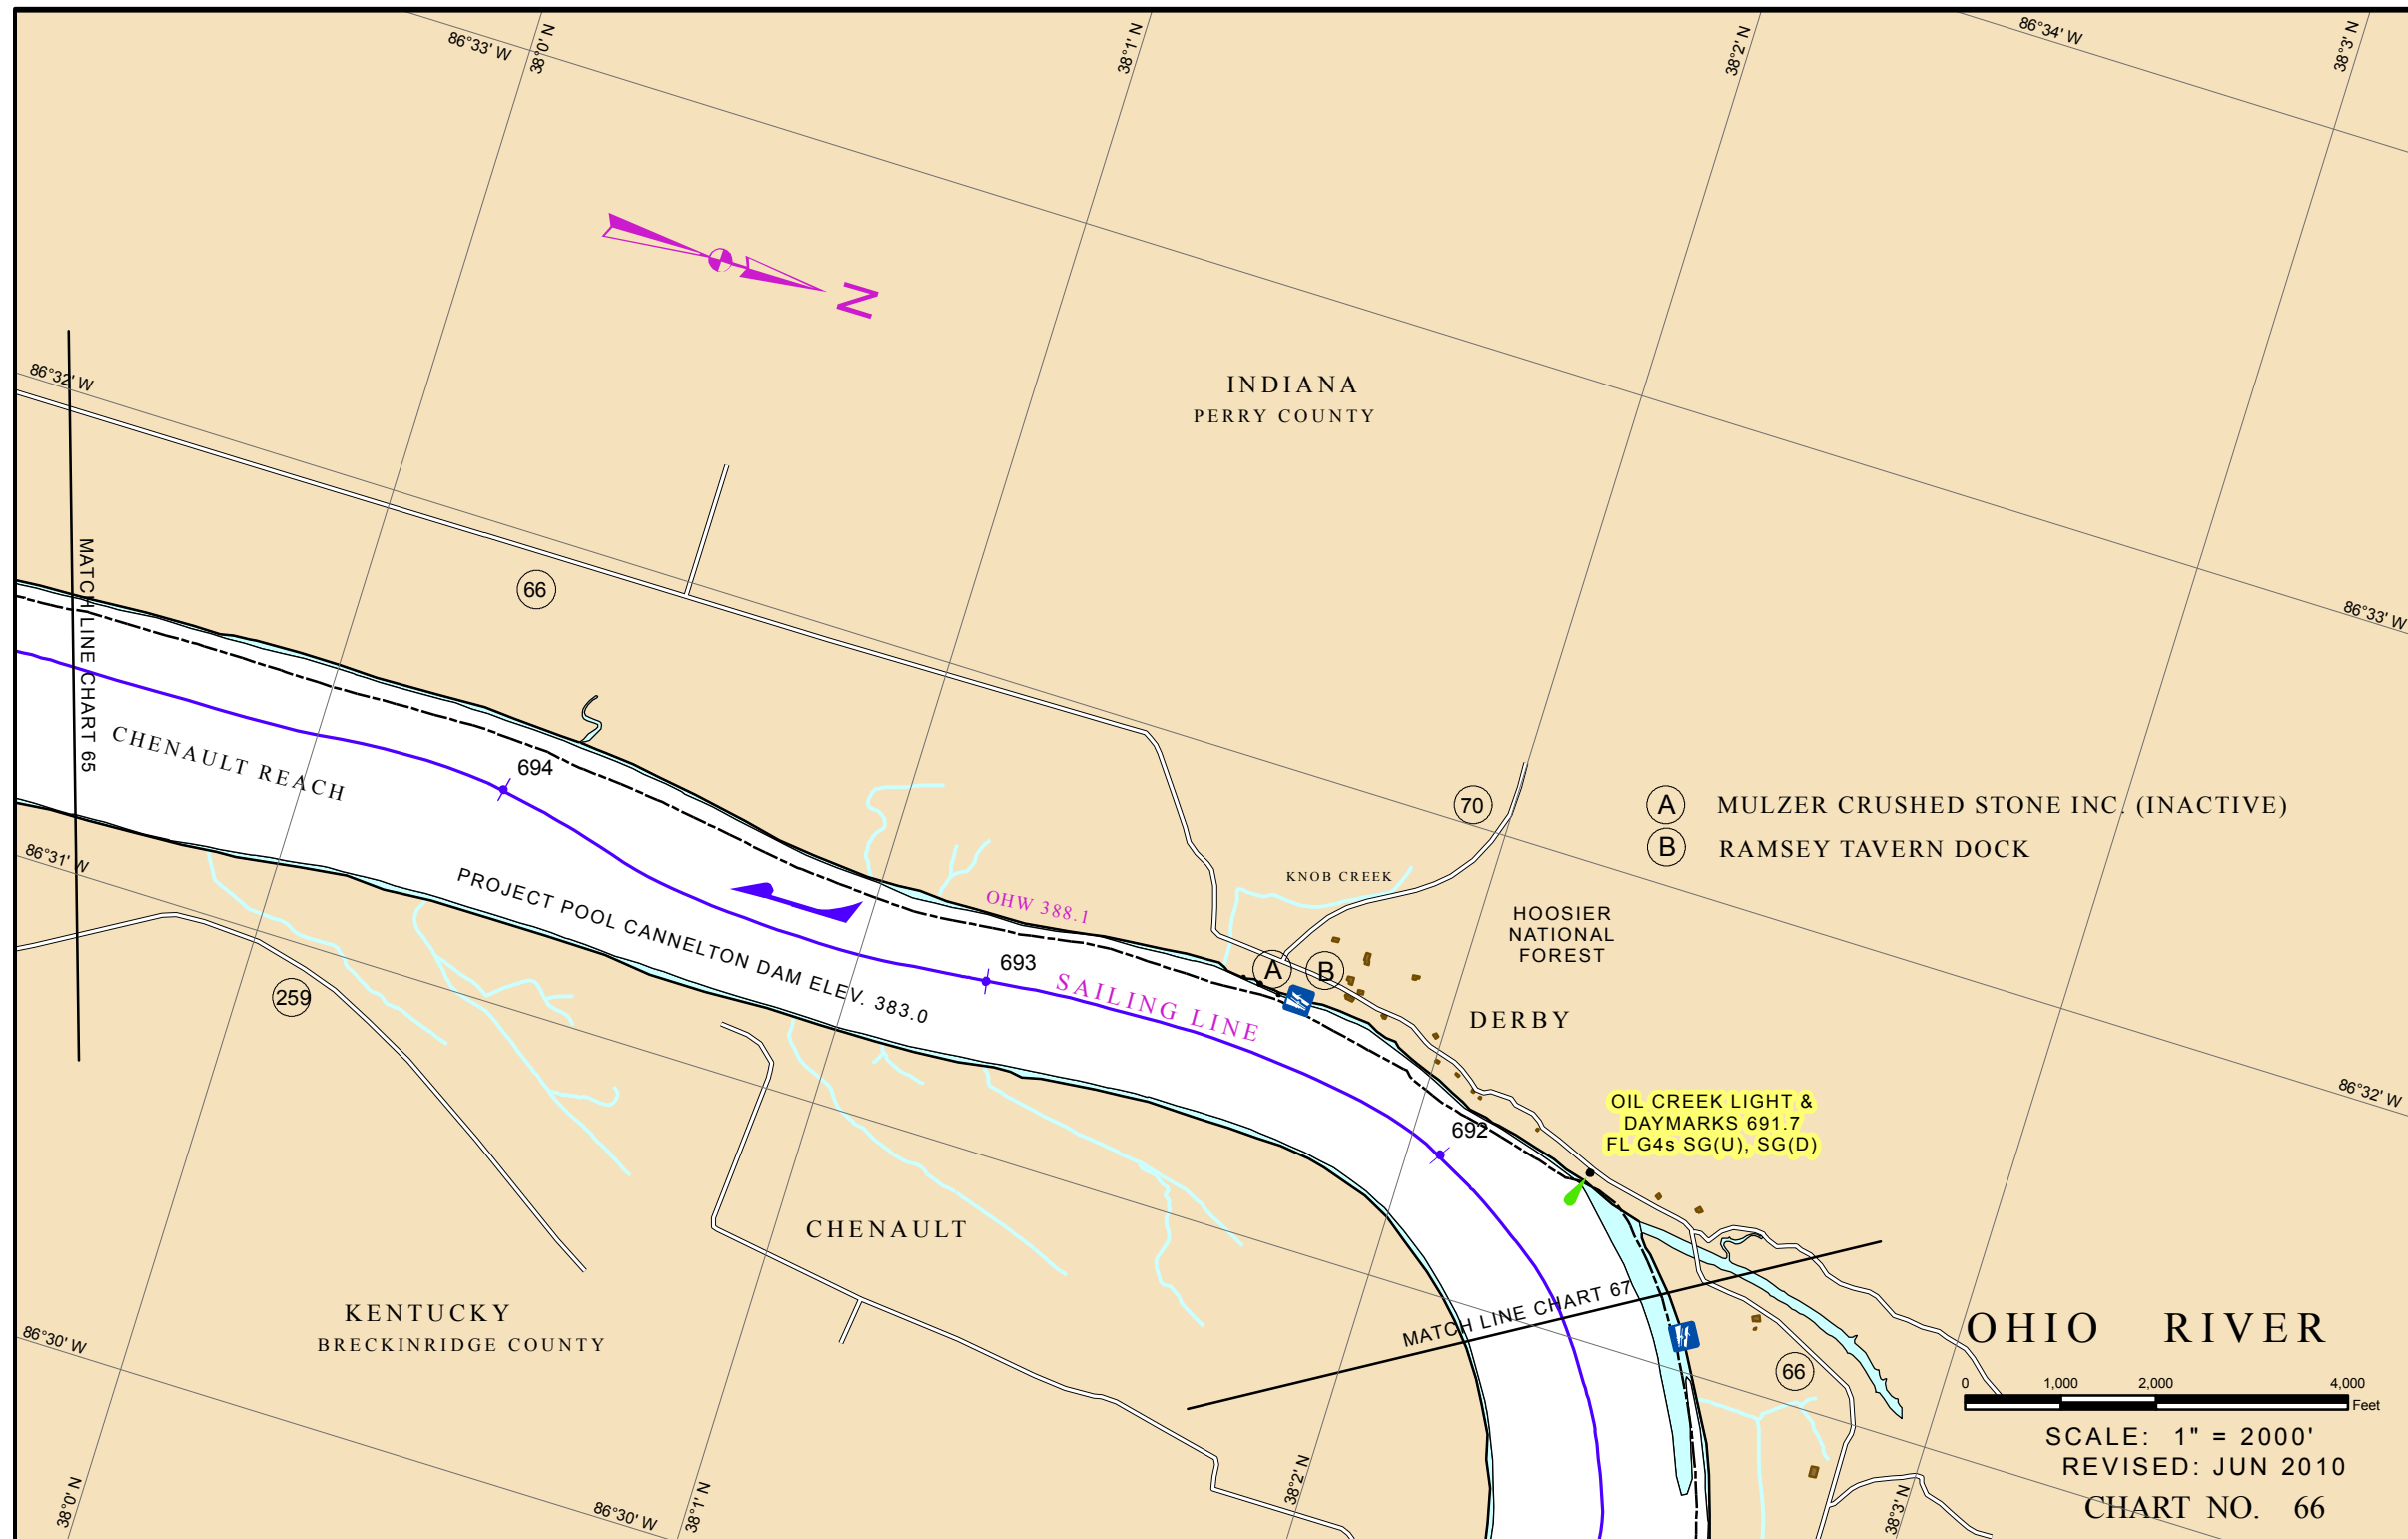 86°33' W
38°0' N
38°1' N
38°2' N
86°34' W
38°3' N
N
86°32' W
INDIANA
PERRY COUNTY
MATCH LINE CHART 65
66
86°33' W
CHENAULT REACH
694
70
A MULZER CRUSHED STONE INC. (INACTIVE)
B RAMSEY TAVERN DOCK
86°31' W
PROJECT POOL CANNELTON DAM ELEV. 383.0
OHW 388.1
KNOB CREEK
HOOSIER
NATIONAL
FOREST
693
A
B
SAILING LINE
259
DERBY
86°32' W
OIL CREEK LIGHT &
DAYMARKS 691.7
FL G4s SG(U), SG(D)
692
CHENAULT
KENTUCKY
BRECKINRIDGE COUNTY
86°30' W
MATCH LINE CHART 67
66
OHIO RIVER
0 1,000 2,000 4,000
Feet
SCALE: 1" = 2000'
REVISED: JUN 2010
CHART NO. 66
38°0' N
86°30' W
38°1' N
38°2' N
38°3' N